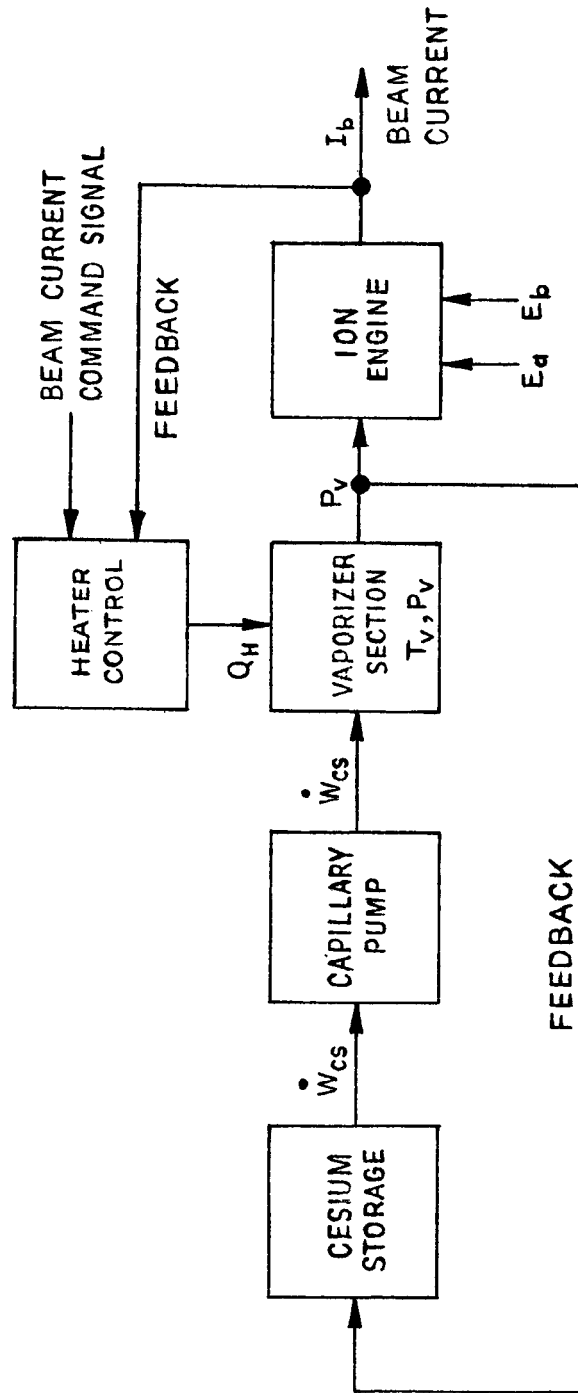 BEAM CURRENT
COMMAND SIGNAL
FEEDBACK
HEATER
CONTROL
Q_H
CESIUM
STORAGE
Ẇ_CS
CAPILLARY
PUMP
Ẇ_CS
VAPORIZER
SECTION
T_V, P_V
P_V
ION
ENGINE
I_b
BEAM
CURRENT
E_a
E_b
FEEDBACK